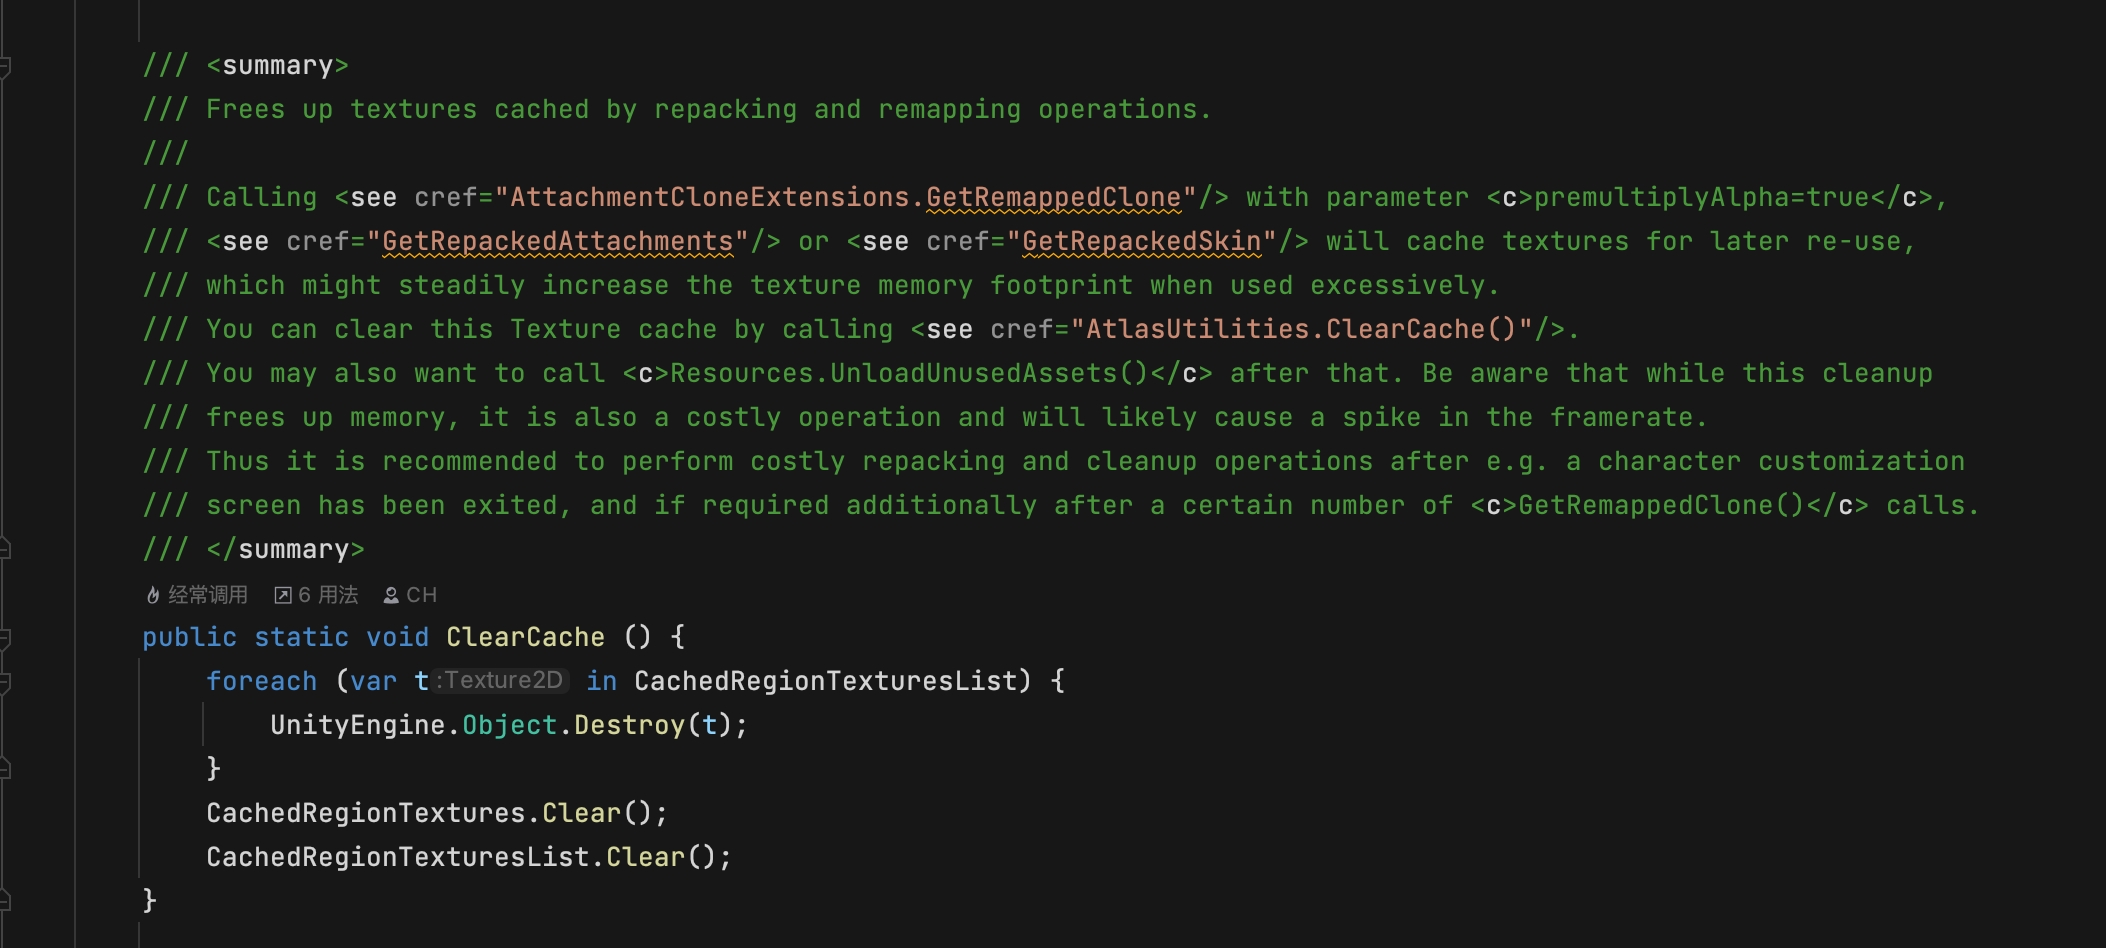 /// <summary>
/// Frees up textures cached by repacking and remapping operations.
///
/// Calling <see cref="AttachmentCloneExtensions.GetRemappedClone"/> with parameter <c>premultiplyAlpha=true</c>,
/// <see cref="GetRepackedAttachments"/> or <see cref="GetRepackedSkin"/> will cache textures for later re-use,
/// which might steadily increase the texture memory footprint when used excessively.
/// You can clear this Texture cache by calling <see cref="AtlasUtilities.ClearCache()"/>.
/// You may also want to call <c>Resources.UnloadUnusedAssets()</c> after that. Be aware that while this cleanup
/// frees up memory, it is also a costly operation and will likely cause a spike in the framerate.
/// Thus it is recommended to perform costly repacking and cleanup operations after e.g. a character customization
/// screen has been exited, and if required additionally after a certain number of <c>GetRemappedClone()</c> calls.
/// </summary>
经常调用 6 用法 CH
public static void ClearCache () {
foreach (var t :Texture2D in CachedRegionTexturesList) {
UnityEngine.Object.Destroy(t);
}
CachedRegionTextures.Clear();
CachedRegionTexturesList.Clear();
}